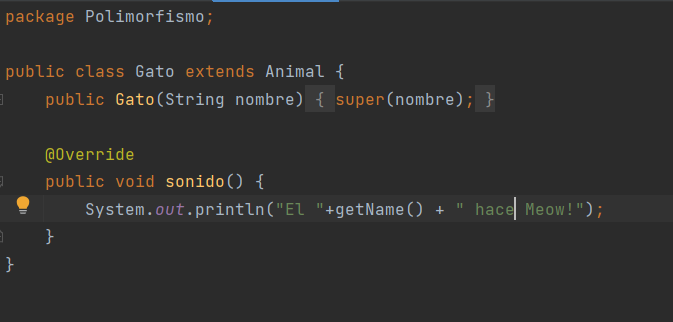 package Polimorfismo;
public class Gato extends Animal {
public Gato(String nombre) { super(nombre); }
@Override
public void sonido() {
System.out.println("El "+getName() + " hace Meow!");
}
}